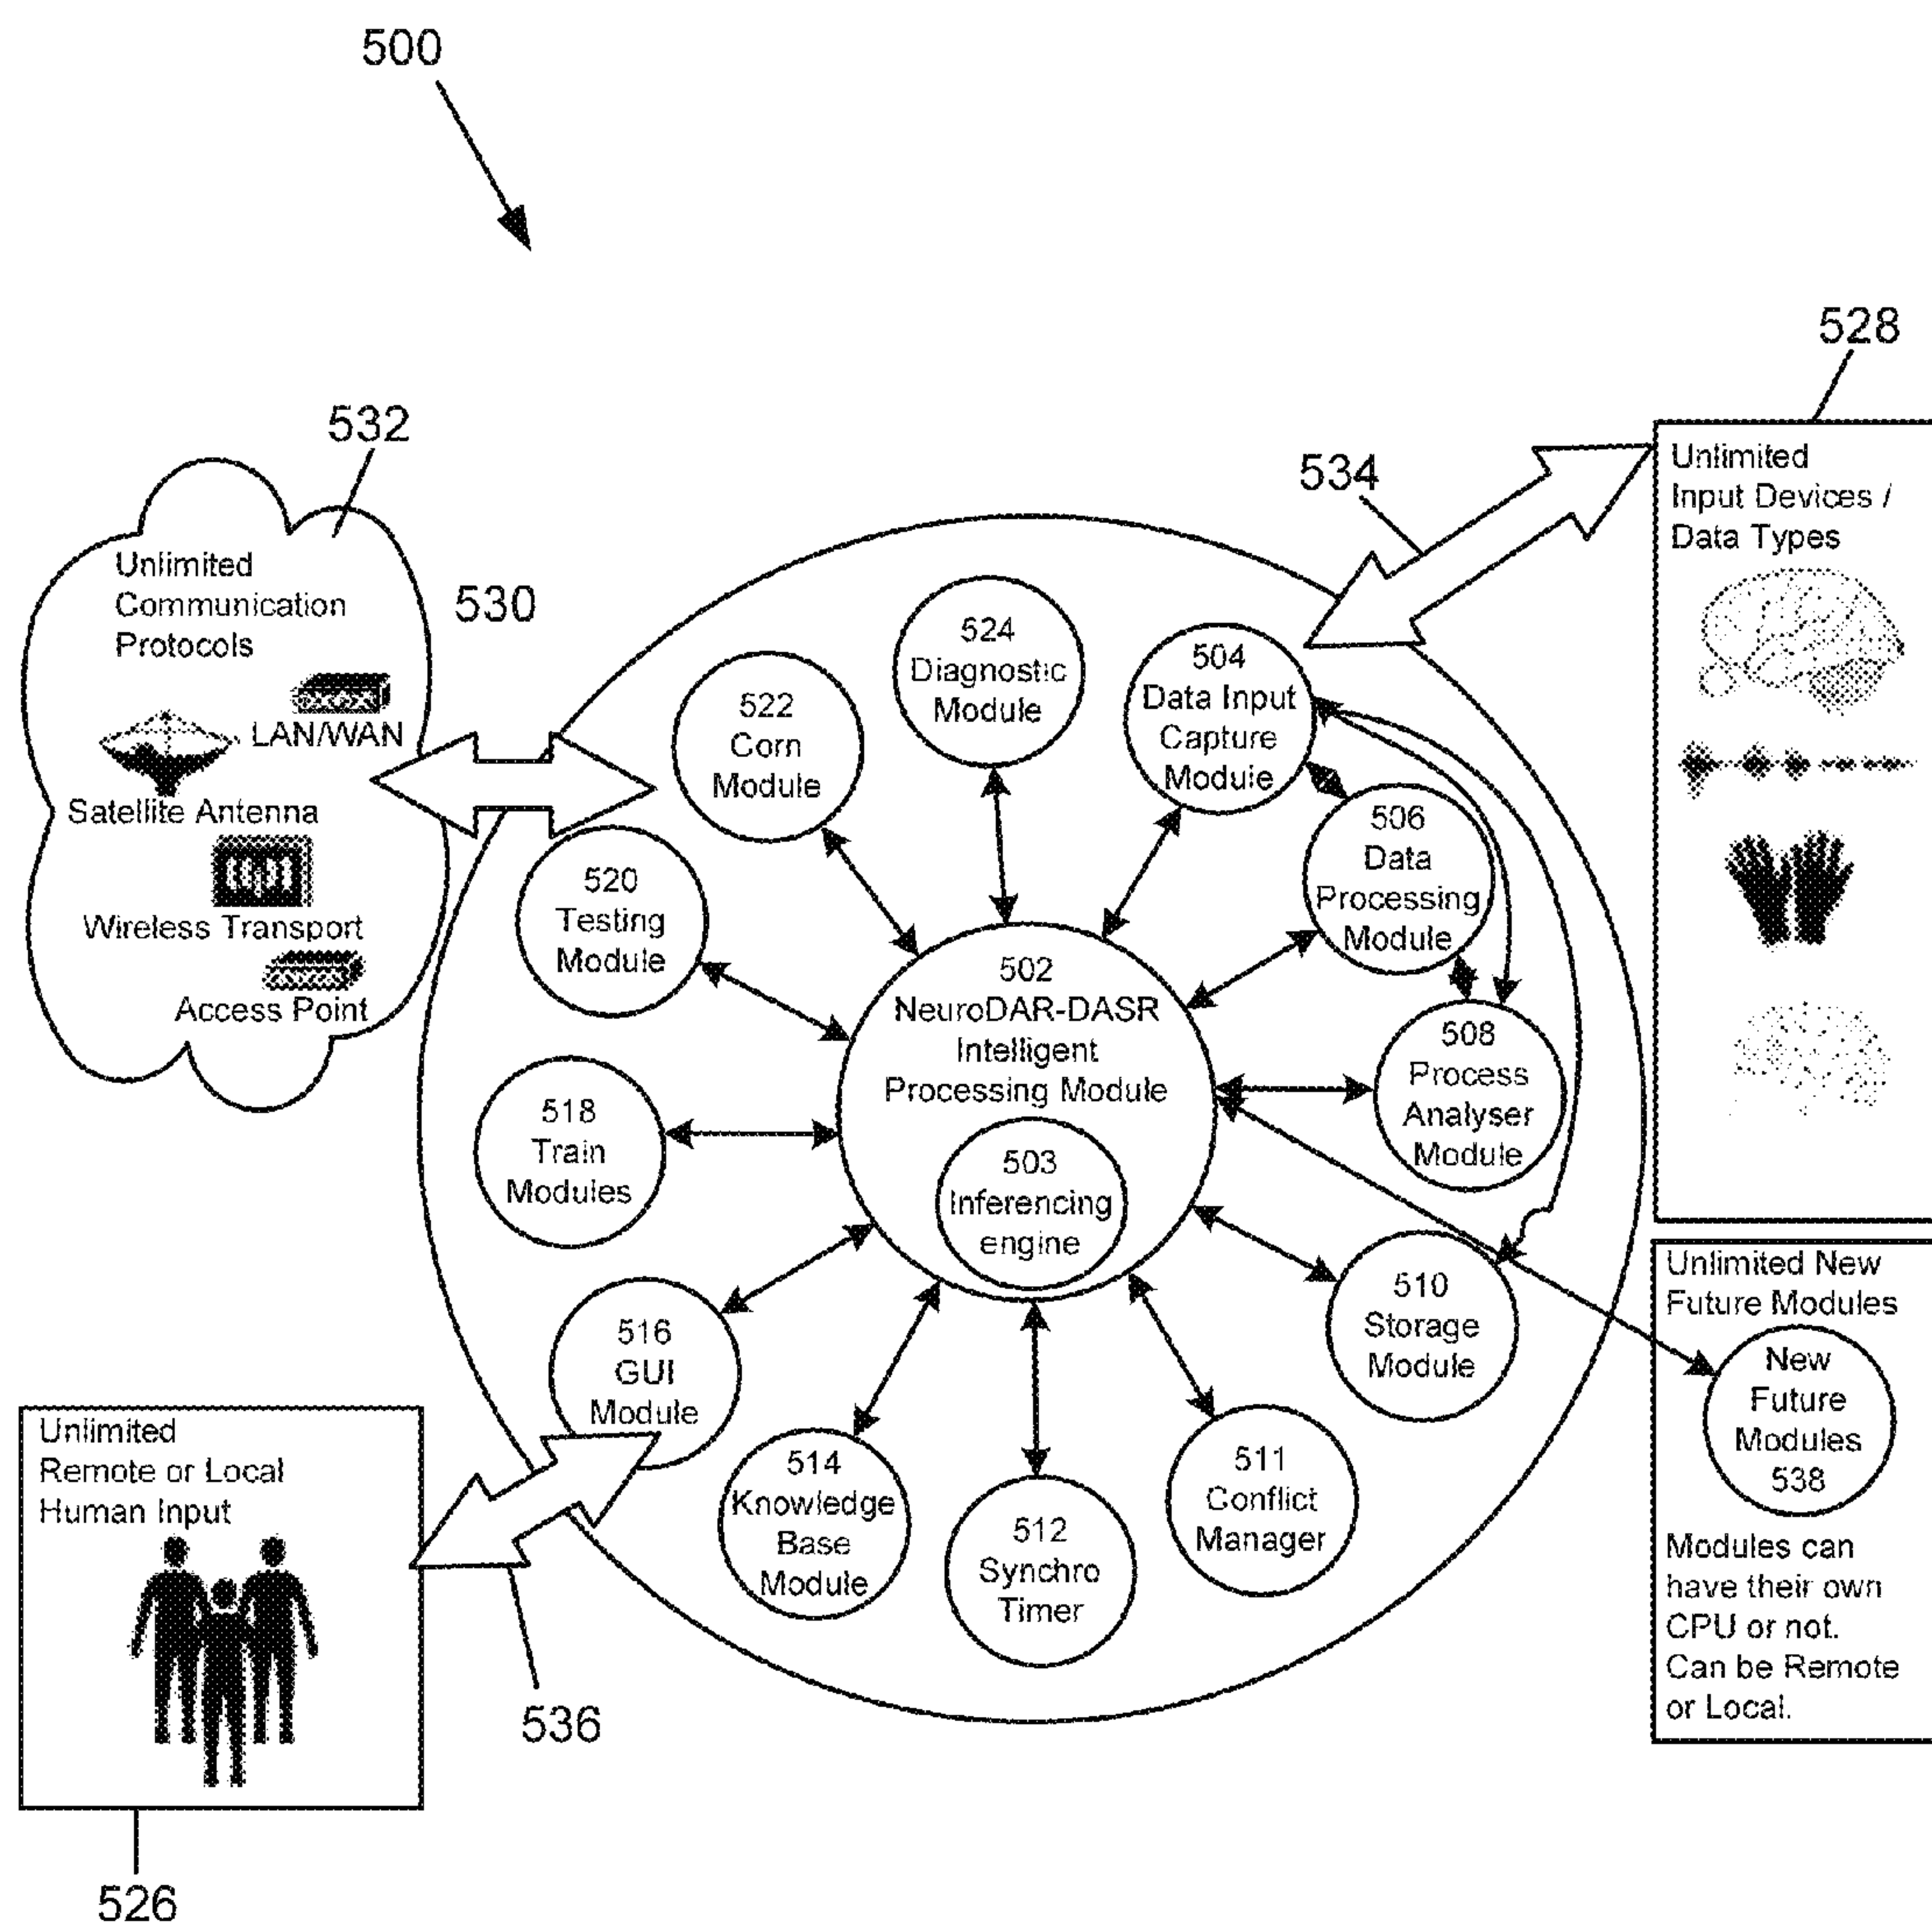 500
528
532
534
530
Unlimited
Communication
Protocols
LAN/WAN
Satellite Antenna
Wireless Transport
Access Point
Unlimited
Input Devices /
Data Types
524
Diagnostic
Module
504
Data Input
Capture
Module
522
Corn
Module
506
Data
Processing
Module
520
Testing
Module
502
NeuroDAR-DASR
Intelligent
Processing Module
503
Inferencing
engine
508
Process
Analyser
Module
518
Train
Modules
510
Storage
Module
516
GUI
Module
514
Knowledge
Base
Module
512
Synchro
Timer
511
Conflict
Manager
Unlimited New
Future Modules
New
Future
Modules
538
Modules can
have their own
CPU or not.
Can be Remote
or Local.
Unlimited
Remote or Local
Human Input
536
526